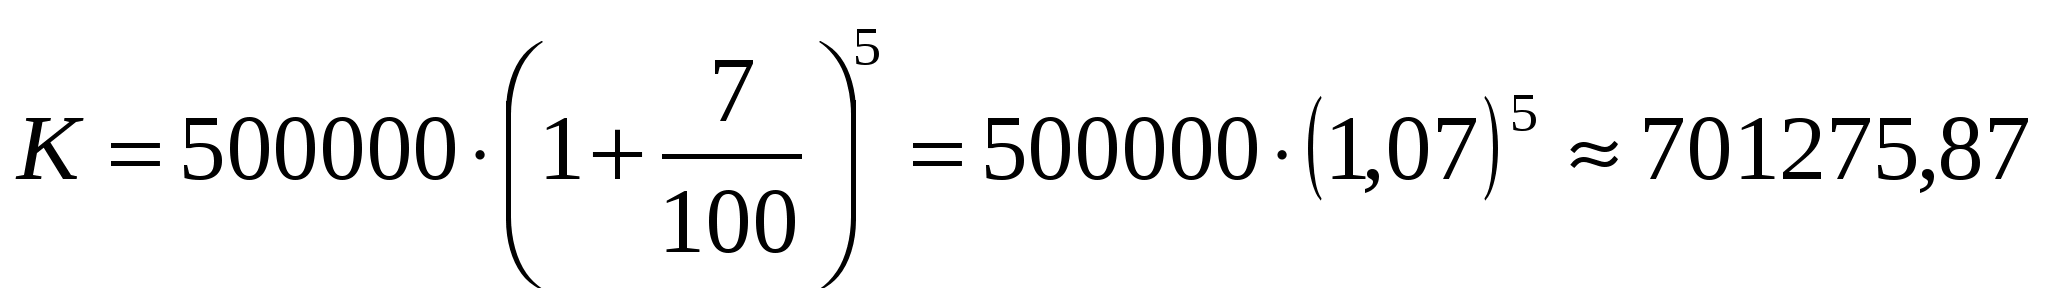 K = 500000 · (1 + 7/100)⁵ = 500000 · (1,07)⁵ ≈ 701275,87